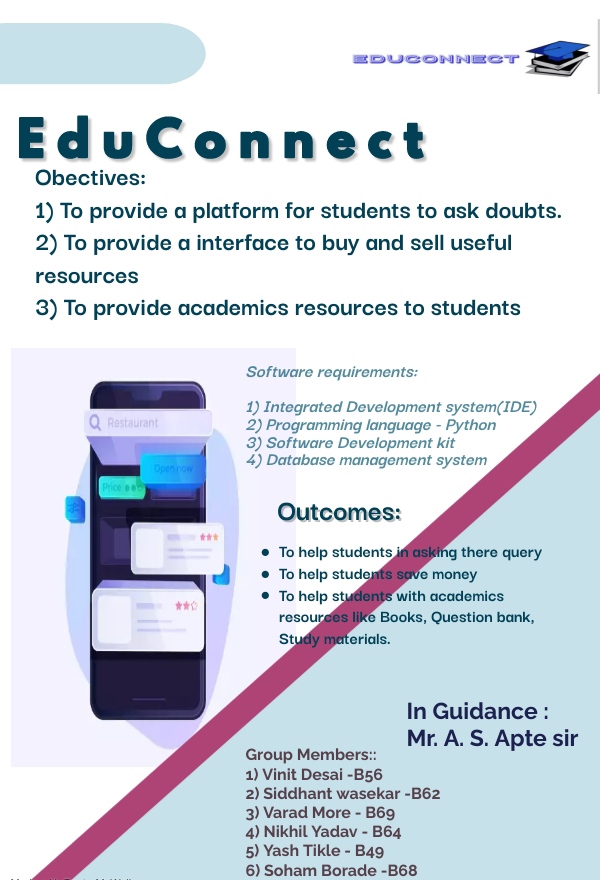 EDUCONNECT
EduConnect
Obectives:
1) To provide a platform for students to ask doubts.
2) To provide a interface to buy and sell useful
resources
3) To provide academics resources to students
Software requirements:
1) Integrated Development system(IDE)
2) Programming language - Python
3) Software Development kit
4) Database management system
Restaurant
Open now
Price
Outcomes:
• To help students in asking there query
• To help students save money
• To help students with academics
resources like Books, Question bank,
Study materials.
In Guidance :
Mr. A. S. Apte sir
Group Members::
1) Vinit Desai -B56
2) Siddhant wasekar -B62
3) Varad More - B69
4) Nikhil Yadav - B64
5) Yash Tikle - B49
6) Soham Borade -B68